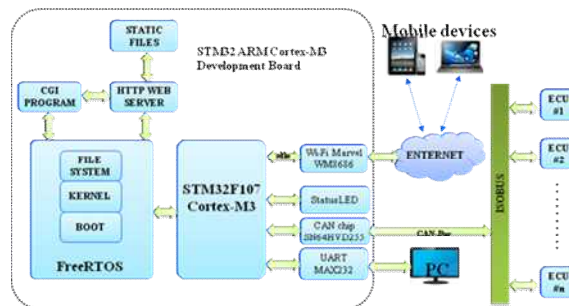 STATIC
FILES
STM32 ARM Cortex-M3
Development Board
Mobile devices
CGI
PROGRAM
HTTP WEB
SERVER
FILE
SYSTEM
KERNEL
BOOT
FreeRTOS
STM32F107
Cortex-M3
Wi-Fi Marvel
WM8686
StatusLED
CAN chip
SN64HVD255
UART
MAX232
ENTERNET
CAN-Bus
PC
ISOBUS
ECU
#1
ECU
#2
ECU
#n